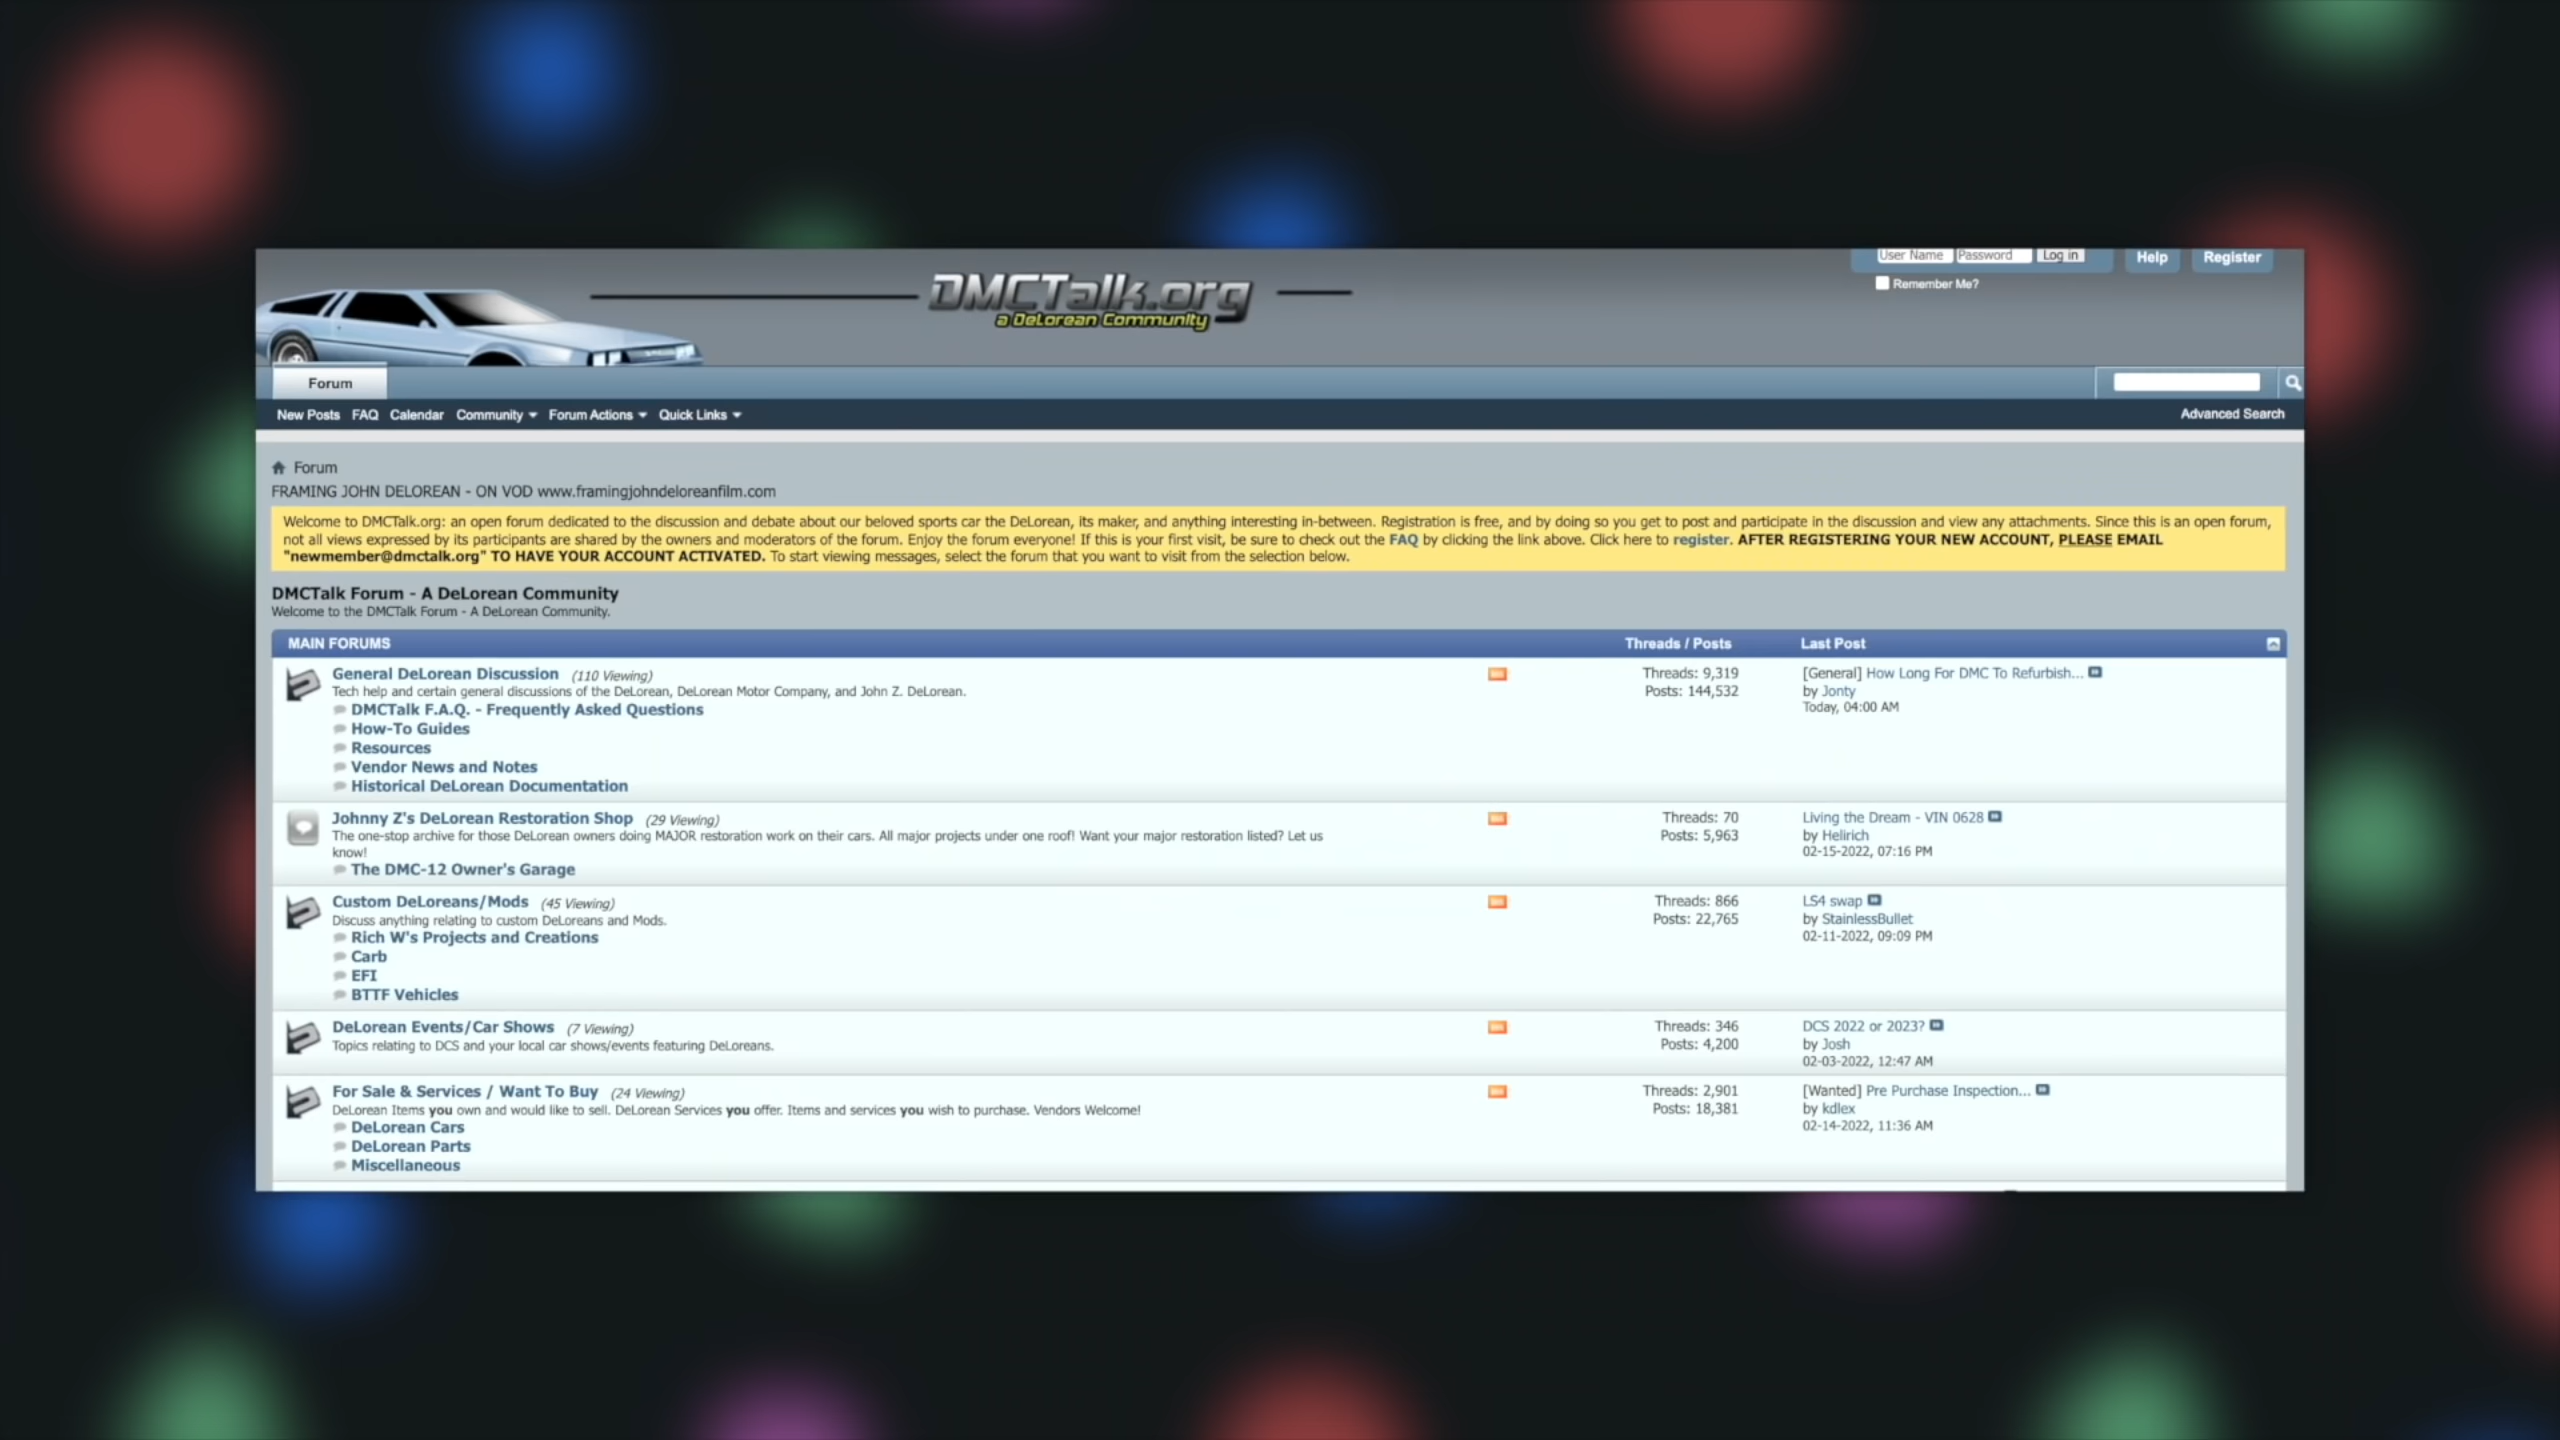 User Name Password Log in Help Register
Remember Me?
DMCTalk.org
a DeLorean Community
Forum
New Posts FAQ Calendar Community Forum Actions Quick Links Advanced Search
Forum
FRAMING JOHN DELOREAN - ON VOD www.framingjohndeloreanfilm.com
Welcome to DMCTalk.org: an open forum dedicated to the discussion and debate about our beloved sports car the DeLorean, its maker, and anything interesting in-between. Registration is free, and by doing so you get to post and participate in the discussion and view any attachments. Since this is an open forum,
not all views expressed by its participants are shared by the owners and moderators of the forum. Enjoy the forum everyone! If this is your first visit, be sure to check out the FAQ by clicking the link above. Click here to register. AFTER REGISTERING YOUR NEW ACCOUNT, PLEASE EMAIL
"newmember@dmctalk.org" TO HAVE YOUR ACCOUNT ACTIVATED. To start viewing messages, select the forum that you want to visit from the selection below.
DMCTalk Forum - A DeLorean Community
Welcome to the DMCTalk Forum - A DeLorean Community.
MAIN FORUMS Threads / Posts Last Post
General DeLorean Discussion (110 Viewing) Threads: 9,319 [General] How Long For DMC To Refurbish...
Tech help and certain general discussions of the DeLorean, DeLorean Motor Company, and John Z. DeLorean. Posts: 144,532 by Jonty
DMCTalk F.A.Q. - Frequently Asked Questions Today, 04:00 AM
How-To Guides
Resources
Vendor News and Notes
Historical DeLorean Documentation
Johnny Z's DeLorean Restoration Shop (29 Viewing) Threads: 70 Living the Dream - VIN 0628
The one-stop archive for those DeLorean owners doing MAJOR restoration work on their cars. All major projects under one roof! Want your major restoration listed? Let us Posts: 5,963 by Helirich
know! 02-15-2022, 07:16 PM
The DMC-12 Owner's Garage
Custom DeLoreans/Mods (45 Viewing) Threads: 866 LS4 swap
Discuss anything relating to custom DeLoreans and Mods. Posts: 22,765 by StainlessBullet
Rich W's Projects and Creations 02-11-2022, 09:09 PM
Carb
EFI
BTTF Vehicles
DeLorean Events/Car Shows (7 Viewing) Threads: 346 DCS 2022 or 2023?
Topics relating to DCS and your local car shows/events featuring DeLoreans. Posts: 4,200 by Josh
02-03-2022, 12:47 AM
For Sale & Services / Want To Buy (24 Viewing) Threads: 2,901 [Wanted] Pre Purchase Inspection...
DeLorean Items you own and would like to sell. DeLorean Services you offer. Items and services you wish to purchase. Vendors Welcome! Posts: 18,381 by kdlex
DeLorean Cars 02-14-2022, 11:36 AM
DeLorean Parts
Miscellaneous